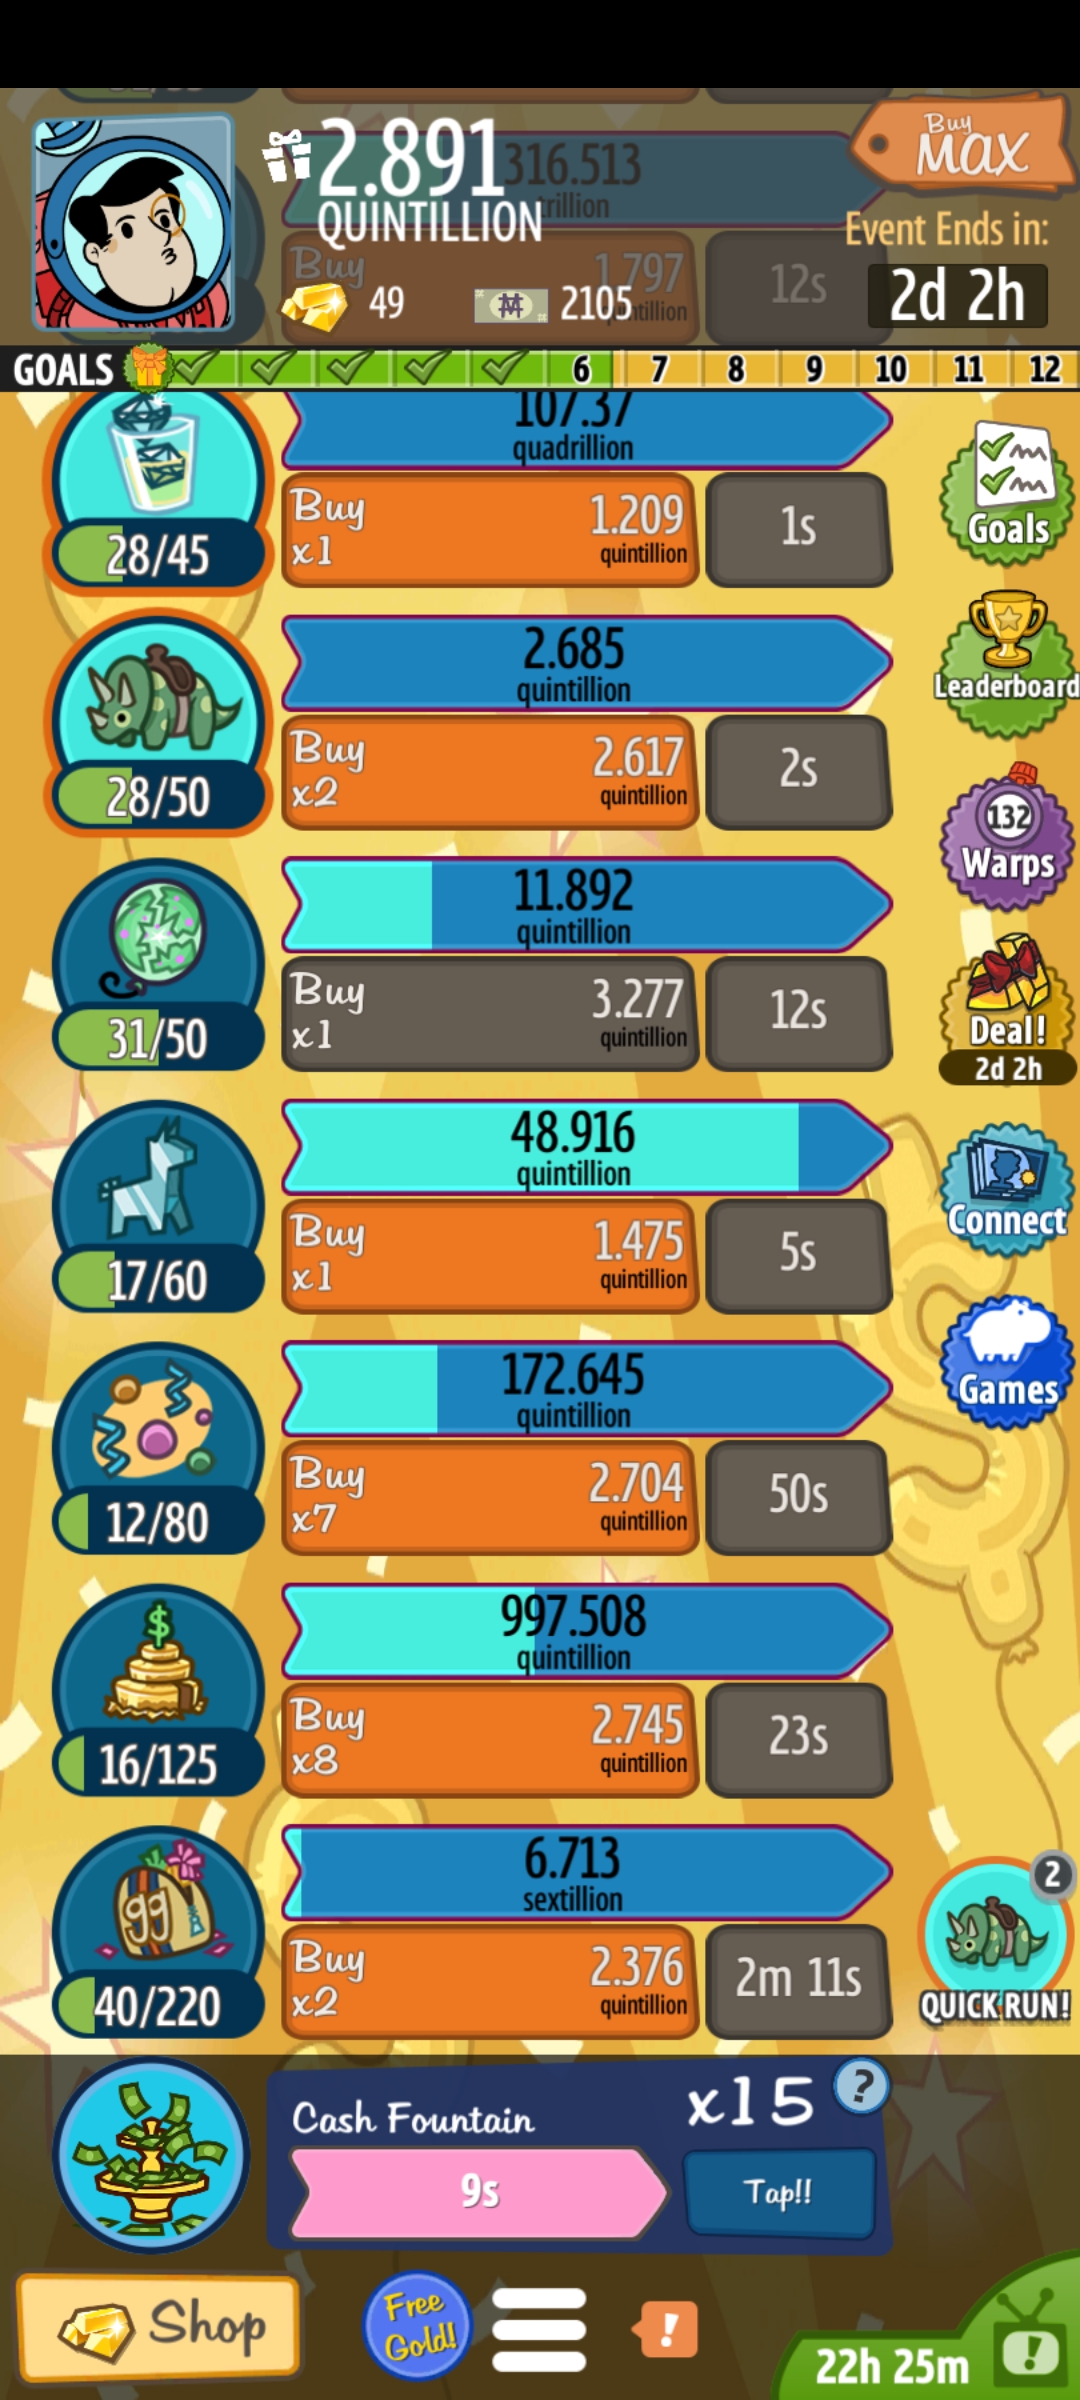 2.891
316.513
QUINTILLION
trillion
Buy MAX
Event Ends in:
2d 2h
49
2105
Buy
1.797
12s
GOALS
6 7 8 9 10 11 12
107.37
quadrillion
28/45
Buy x1
1.209
quintillion
1s
Goals
2.685
quintillion
28/50
Buy x2
2.617
quintillion
2s
Leaderboard
11.892
quintillion
31/50
Buy x1
3.277
quintillion
12s
132
Warps
Deal!
2d 2h
48.916
quintillion
17/60
Buy x1
1.475
quintillion
5s
Connect
172.645
quintillion
12/80
Buy x7
2.704
quintillion
50s
Games
$
997.508
quintillion
16/125
Buy x8
2.745
quintillion
23s
99
6.713
sextillion
40/220
Buy x2
2.376
quintillion
2m 11s
2
QUICK RUN!
Cash Fountain
x15
?
9s
Tap!!
Shop
Free Gold!
!
22h 25m
!